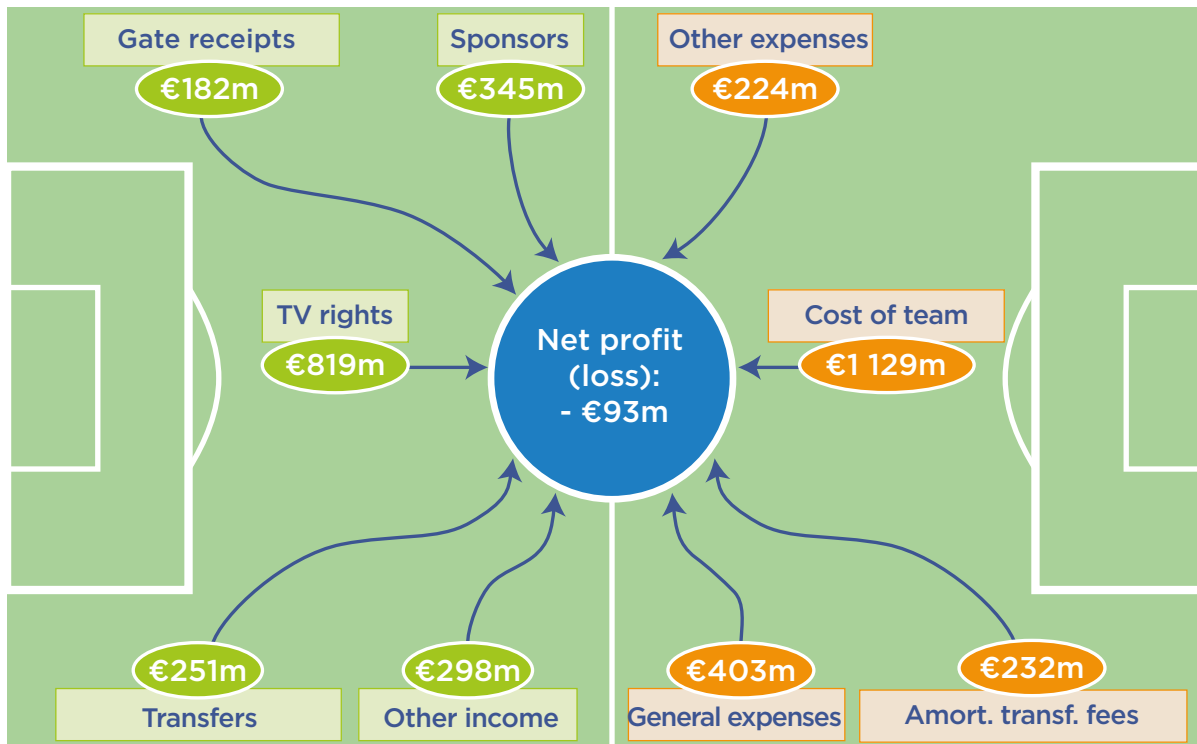 Gate receipts
€182m
Sponsors
€345m
Other expenses
€224m
TV rights
€819m
Net profit
(loss):
- €93m
Cost of team
€1 129m
€251m
Transfers
€298m
Other income
€403m
General expenses
€232m
Amort. transf. fees